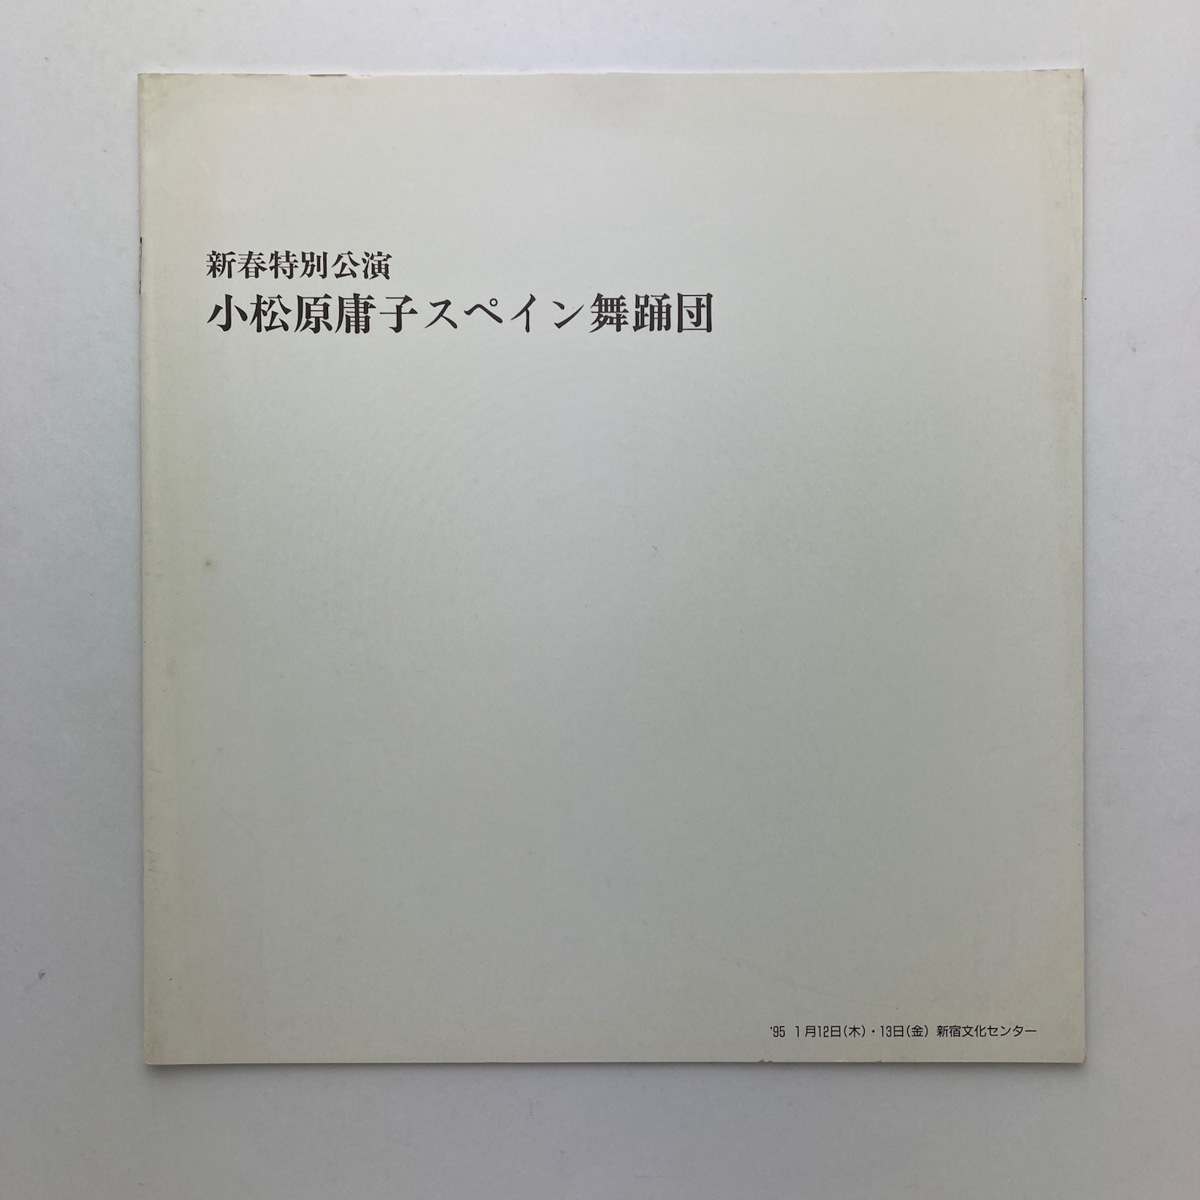 新春特別公演
小松原庸子スペイン舞踊団
'95 1月12日(木)・13日(金) 新宿文化センター